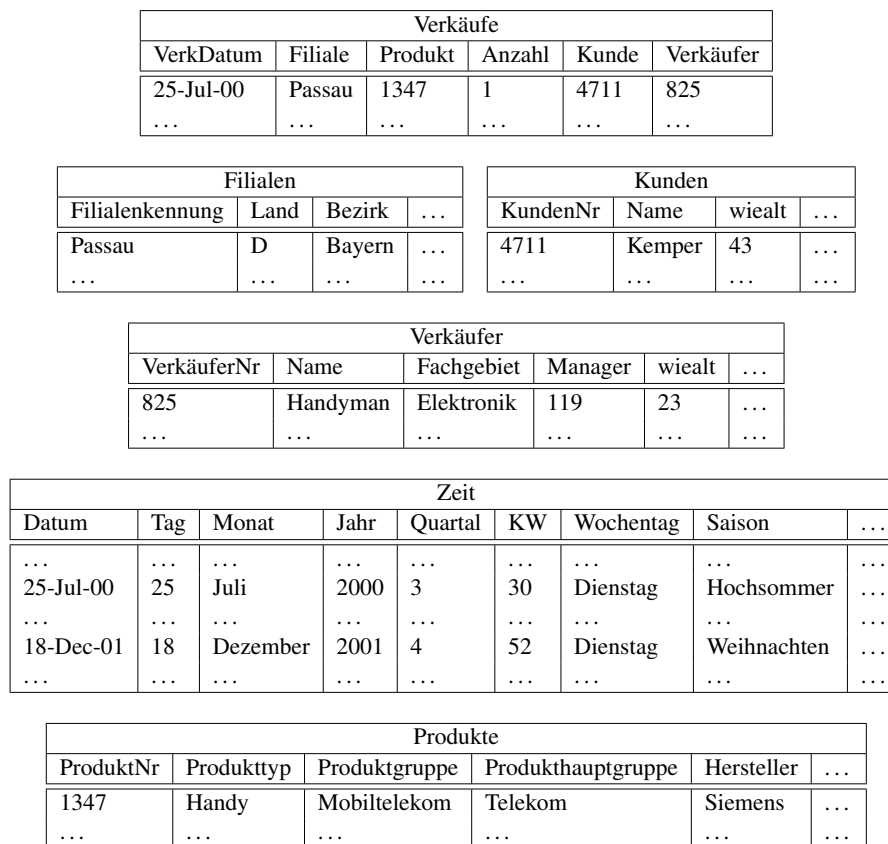 Verkäufe
VerkDatum Filiale Produkt Anzahl Kunde Verkäufer
25-Jul-00 Passau 1347 1 4711 825
... ... ... ... ... ...
Filialen
Filialenkennung Land Bezirk ...
Passau D Bayern ...
... ... ... ...
Kunden
KundenNr Name wiealt ...
4711 Kemper 43 ...
... ... ... ...
Verkäufer
VerkäuferNr Name Fachgebiet Manager wiealt ...
825 Handyman Elektronik 119 23 ...
... ... ... ... ... ...
Zeit
Datum Tag Monat Jahr Quartal KW Wochentag Saison ...
... ... ... ... ... ... ... ... ...
25-Jul-00 25 Juli 2000 3 30 Dienstag Hochsommer ...
... ... ... ... ... ... ... ... ...
18-Dec-01 18 Dezember 2001 4 52 Dienstag Weihnachten ...
... ... ... ... ... ... ... ... ...
Produkte
ProduktNr Produkttyp Produktgruppe Produkthauptgruppe Hersteller ...
1347 Handy Mobiltelekom Telekom Siemens ...
... ... ... ... ... ...